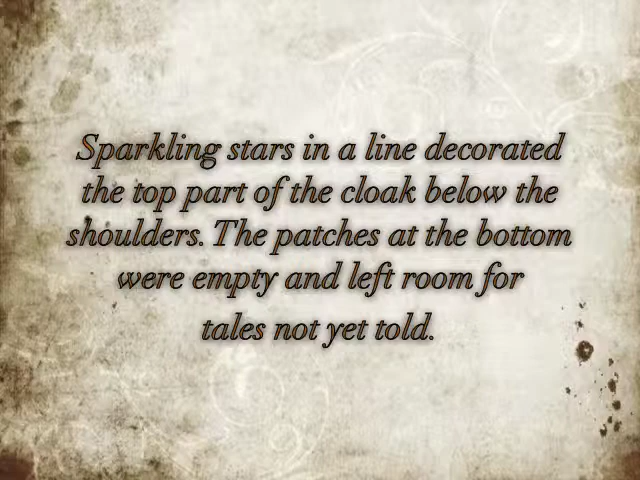 Sparkling stars in a line decorated
the top part of the cloak below the
shoulders. The patches at the bottom
were empty and left room for
tales not yet told.